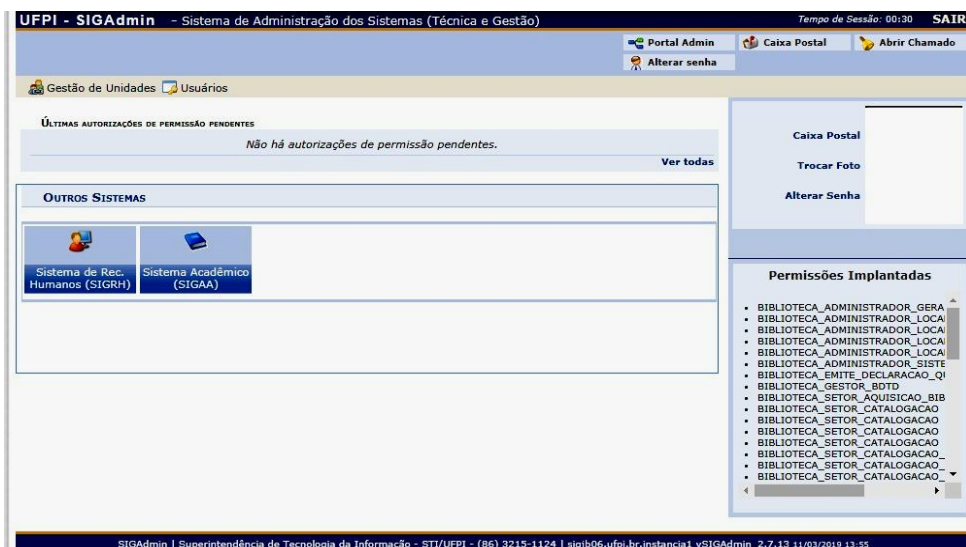 UFPI - SIGAdmin - Sistema de Administração dos Sistemas (Técnica e Gestão) Tempo de Sessão: 00:30 SAIR
Portal Admin Caixa Postal Abrir Chamado
Alterar senha
Gestão de Unidades Usuários
ÚLTIMAS AUTORIZAÇÕES DE PERMISSÃO PENDENTES
Não há autorizações de permissão pendentes.
Ver todas
OUTROS SISTEMAS
Sistema de Rec. Humanos (SIGRH)
Sistema Acadêmico (SIGAA)
Caixa Postal
Trocar Foto
Alterar Senha
Permissões Implantadas
BIBLIOTECA_ADMINISTRADOR_GERA
BIBLIOTECA_ADMINISTRADOR_LOCA
BIBLIOTECA_ADMINISTRADOR_LOCA
BIBLIOTECA_ADMINISTRADOR_LOCA
BIBLIOTECA_ADMINISTRADOR_LOCA
BIBLIOTECA_ADMINISTRADOR_SISTE
BIBLIOTECA_EMITE_DECLARACAO_QU
BIBLIOTECA_GESTOR_BDTD
BIBLIOTECA_SETOR_AQUISICAO_BIB
BIBLIOTECA_SETOR_CATALOGACAO
BIBLIOTECA_SETOR_CATALOGACAO
BIBLIOTECA_SETOR_CATALOGACAO
BIBLIOTECA_SETOR_CATALOGACAO
BIBLIOTECA_SETOR_CATALOGACAO_
BIBLIOTECA_SETOR_CATALOGACAO_
BIBLIOTECA_SETOR_CATALOGACAO_
SIGAdmin | Superintendência de Tecnologia da Informação - STI/UFPI - (86) 3215-1124 | sigjb06.ufpi.br.instancia1 vSIGAdmin_2.7.13 11/03/2019 13:55